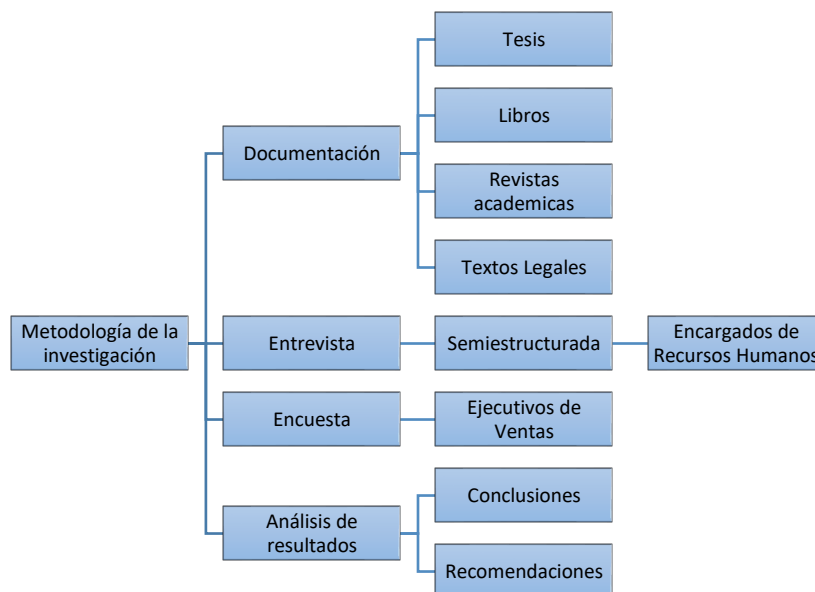 Tesis
Libros
Documentación
Revistas
academicas
Textos Legales
Metodología de la
investigación
Entrevista
Semiestructurada
Encargados de
Recursos Humanos
Encuesta
Ejecutivos de
Ventas
Conclusiones
Análisis de
resultados
Recomendaciones